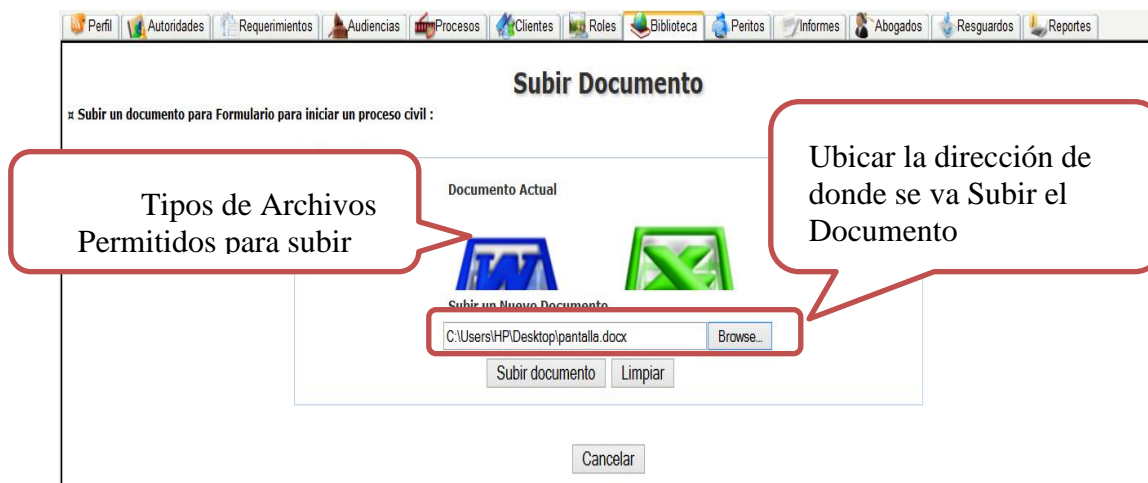 Perfil Autoridades Requerimientos Audiencias Procesos Clientes Roles Biblioteca Peritos Informes Abogados Resguardos Reportes
Subir Documento
¤ Subir un documento para Formulario para iniciar un proceso civil :
Tipos de Archivos
Permitidos para subir
Ubicar la dirección de
donde se va Subir el
Documento
Documento Actual
Subir un Nuevo Documento
C:\Users\HP\Desktop\pantalla.docx Browse...
Subir documento Limpiar
Cancelar